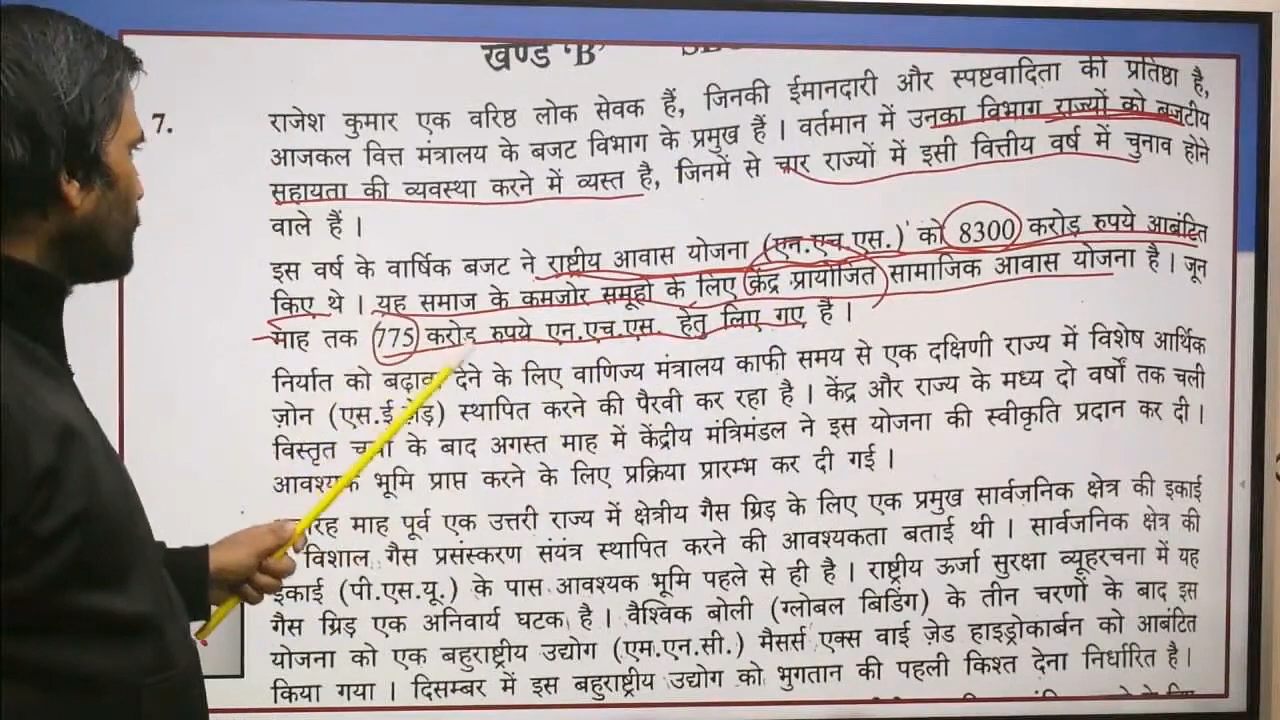 खण्ड 'B'
7. राजेश कुमार एक वरिष्ठ लोक सेवक हैं, जिनकी ईमानदारी और स्पष्टवादिता की प्रतिष्ठा है,
आजकल वित्त मंत्रालय के बजट विभाग के प्रमुख हैं । वर्तमान में उनका विभाग राज्यों को बजटीय
सहायता की व्यवस्था करने में व्यस्त है, जिनमें से चार राज्यों में इसी वित्तीय वर्ष में चुनाव होने
वाले हैं ।
इस वर्ष के वार्षिक बजट ने राष्ट्रीय आवास योजना (एन.एच.एस.) को 8300 करोड़ रुपये आबंटित
किए थे । यह समाज के कमजोर समूहों के लिए केंद्र प्रायोजित सामाजिक आवास योजना है । जून
माह तक 775 करोड़ रुपये एन.एच.एस. हेतु लिए गए हैं ।
निर्यात को बढ़ावा देने के लिए वाणिज्य मंत्रालय काफी समय से एक दक्षिणी राज्य में विशेष आर्थिक
ज़ोन स्थापित करने की पैरवी कर रहा है । केंद्र और राज्य के मध्य दो वर्षों तक चली
विस्तृत के बाद अगस्त माह में केंद्रीय मंत्रिमंडल ने इस योजना की स्वीकृति प्रदान कर दी ।
आवश्यक भूमि प्राप्त करने के लिए प्रक्रिया प्रारम्भ कर दी गई ।
माह पूर्व एक उत्तरी राज्य में क्षेत्रीय गैस ग्रिड के लिए एक प्रमुख सार्वजनिक क्षेत्र की इकाई
विशाल गैस प्रसंस्करण संयंत्र स्थापित करने की आवश्यकता बताई थी । सार्वजनिक क्षेत्र की
इकाई (पी.एस.यू.) के पास आवश्यक भूमि पहले से ही है । राष्ट्रीय ऊर्जा सुरक्षा व्यूहरचना में यह
गैस ग्रिड एक अनिवार्य घटक है । वैश्विक बोली (ग्लोबल बिडिंग) के तीन चरणों के बाद इस
योजना को एक बहुराष्ट्रीय उद्योग (एम.एन.सी.) मैसर्स एक्स वाई ज़ेड हाइड्रोकार्बन को आबंटित
किया गया । दिसम्बर में इस बहुराष्ट्रीय उद्योग को भुगतान की पहली किश्त देना निर्धारित है ।